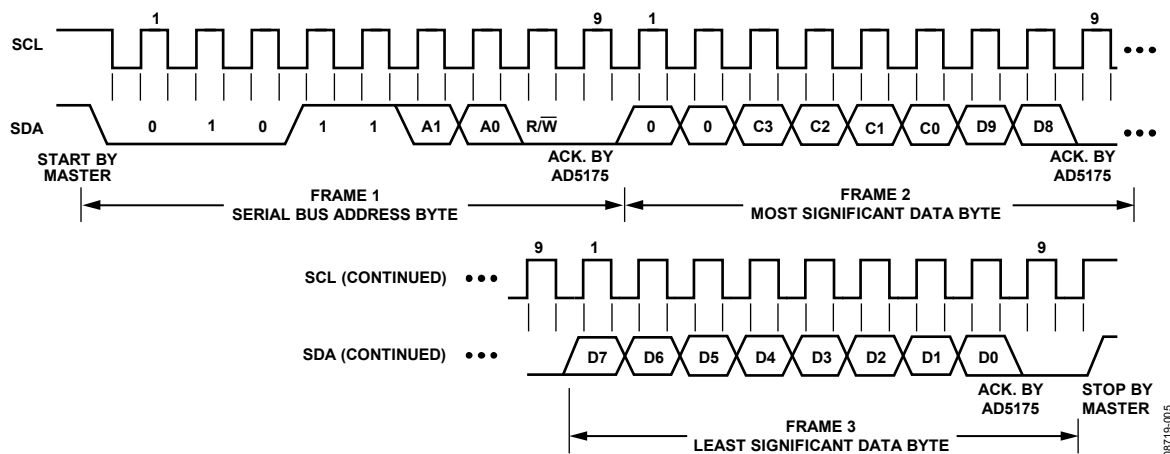 1 9 1 9
SCL
SDA 0 1 0 1 1 A1 A0 R/W̅ 0 0 C3 C2 C1 C0 D9 D8
START BY
MASTER
ACK. BY
AD5175
ACK. BY
AD5175
FRAME 1
SERIAL BUS ADDRESS BYTE
FRAME 2
MOST SIGNIFICANT DATA BYTE
9 1 9
SCL (CONTINUED)
SDA (CONTINUED) D7 D6 D5 D4 D3 D2 D1 D0
ACK. BY
AD5175
STOP BY
MASTER
FRAME 3
LEAST SIGNIFICANT DATA BYTE
08719-005